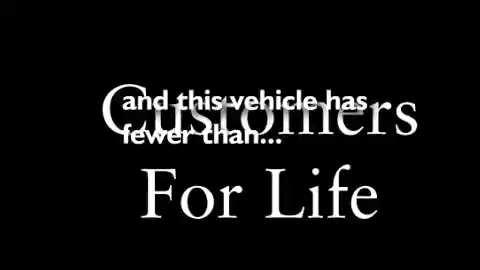 and this vehicle has
fewer than...
Customers
For Life